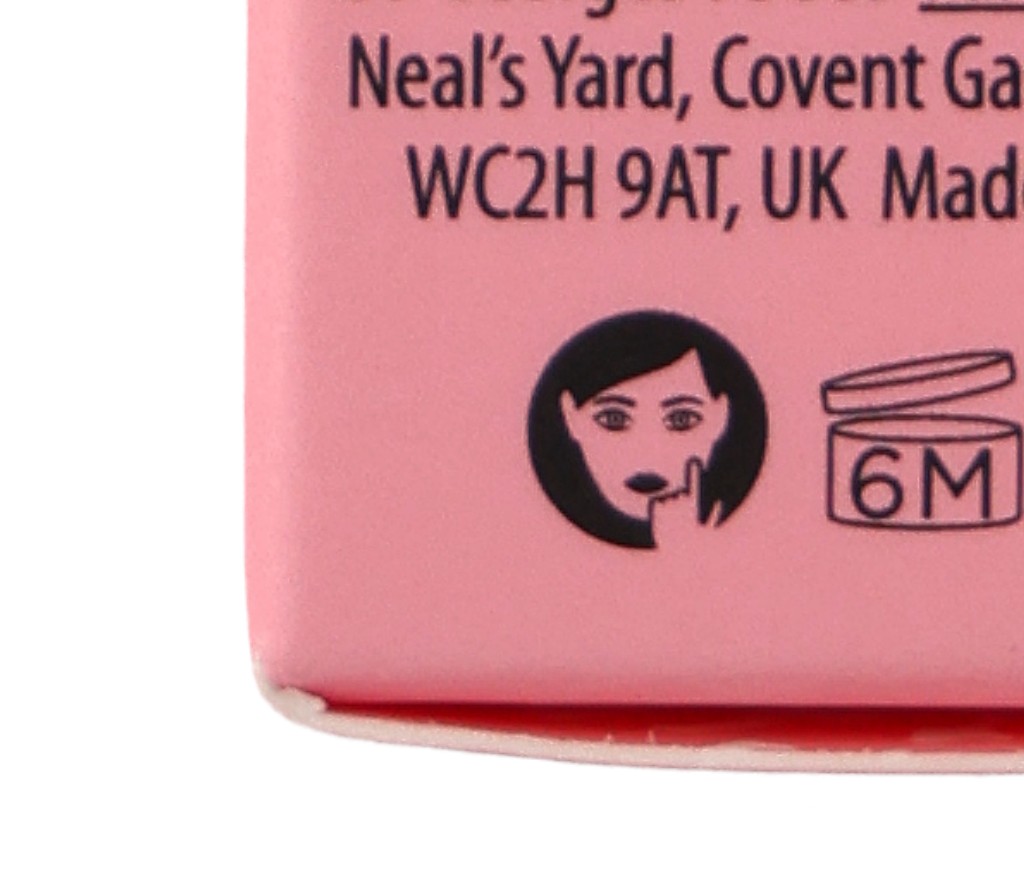 Neal's Yard, Covent Ga
WC2H 9AT, UK Mad
6M